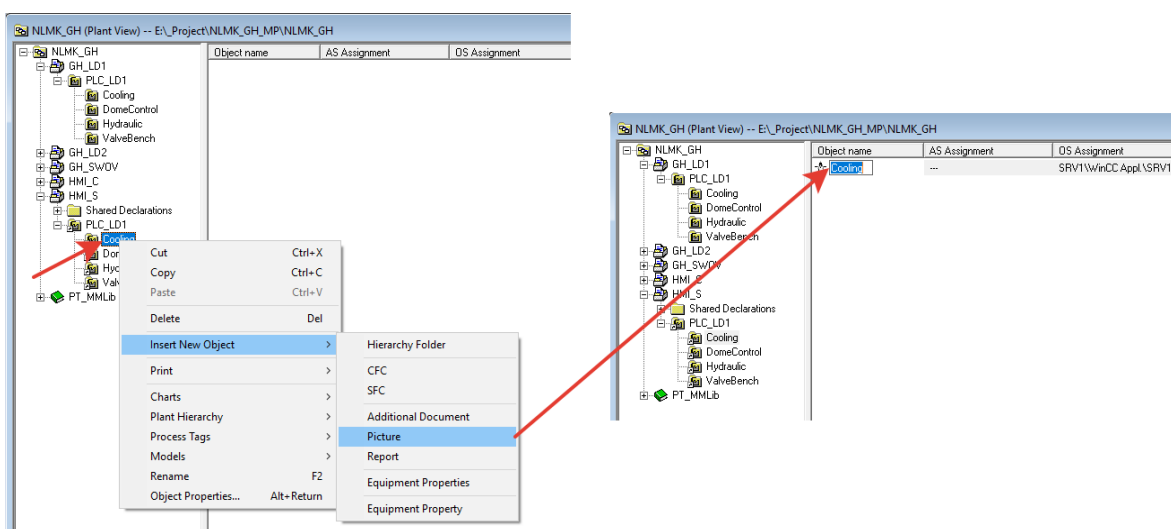 NLMK_GH (Plant View) -- E:\_Project\NLMK_GH_MP\NLMK_GH
Object name AS Assignment OS Assignment
NLMK_GH
GH_LD1
PLC_LD1
Cooling
DomeControl
Hydraulic
ValveBench
GH_LD2
GH_SWOV
HMI_C
HMI_S
Shared Declarations
PLC_LD1
Cooling
Dom
Hyd
Val
PT_MMLib
Cut Ctrl+X
Copy Ctrl+C
Paste Ctrl+V
Delete Del
Insert New Object >
Print >
Charts >
Plant Hierarchy >
Process Tags >
Models >
Rename F2
Object Properties... Alt+Return
Hierarchy Folder
CFC
SFC
Additional Document
Picture
Report
Equipment Properties
Equipment Property
NLMK_GH (Plant View) -- E:\_Project\NLMK_GH_MP\NLMK_GH
Object name AS Assignment OS Assignment
Cooling --- SRV1\WinCC Appl.\SRV1
NLMK_GH
GH_LD1
PLC_LD1
Cooling
DomeControl
Hydraulic
ValveBench
GH_LD2
GH_SWOV
HMI_C
HMI_S
Shared Declarations
PLC_LD1
Cooling
DomeControl
Hydraulic
ValveBench
PT_MMLib